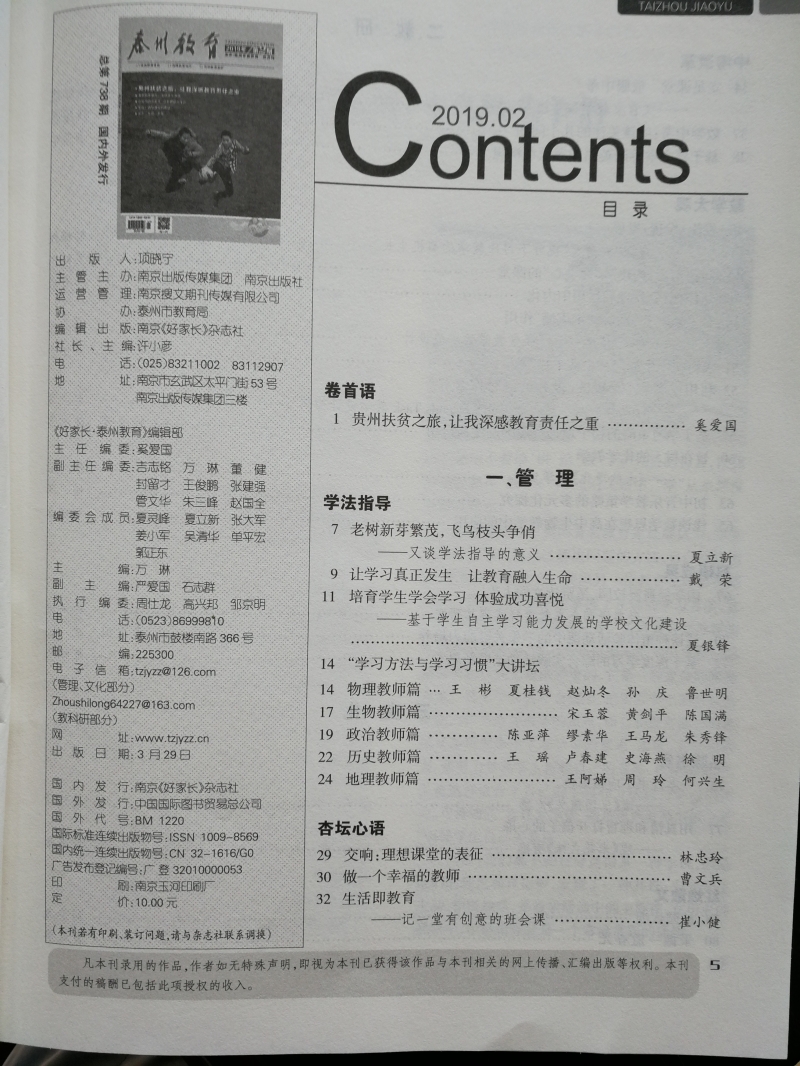 TAIZHOU JIAOYU
泰州教育
总第738期 国内外发行
2019.02
Contents
目 录
出版人:项晓宁
主管主办:南京出版传媒集团 南京出版社
运营管理:南京搜文期刊传媒有限公司
协办:泰州市教育局
编辑出版:南京《好家长》杂志社
社长、主编:许小彦
电话:(025)83211002 83112907
地址:南京市玄武区太平门街53号
南京出版传媒集团三楼
《好家长·泰州教育》编辑部
主任编委:奚爱国
副主任编委:吉志铭 万琳 董健
封留才 王俊鹏 张建强
管文华 朱三峰 赵国全
编委会成员:夏灵峰 夏立新 张大军
姜小军 吴清华 单平宏
郭正东
主编:万琳
副主编:严爱国 石志群
执行编委:周仕龙 高兴邦 邹京明
电话:(0523)86999810
地址:泰州市鼓楼南路366号
邮编:225300
电子信箱:tzjyzz@126.com
(管理、文化部分)
Zhoushilong64227@163.com
(教科研部分)
网址:www.tzjyzz.cn
出版日期:3月29日
国内发行:南京《好家长》杂志社
国外发行:中国国际图书贸易总公司
国外代号:BM 1220
国际标准连续出版物号:ISSN 1009-8569
国内统一连续出版物号:CN 32-1616/G0
广告发布登记编号:广登32010000053
印刷:南京玉河印刷厂
定价:10.00元
(本刊若有印刷、装订问题,请与杂志社联系调换)
卷首语
1 贵州扶贫之旅,让我深感教育责任之重 …………… 奚爱国
一、管 理
学法指导
7 老树新芽繁茂,飞鸟枝头争俏
——又谈学法指导的意义 …………………… 夏立新
9 让学习真正发生 让教育融入生命 ……………… 戴 荣
11 培育学生学会学习 体验成功喜悦
——基于学生自主学习能力发展的学校文化建设
…………………………………………………… 夏银锋
14 “学习方法与学习习惯”大讲坛
14 物理教师篇 … 王 彬 夏桂钱 赵灿冬 孙 庆 鲁世明
17 生物教师篇 …………………… 宋玉蓉 黄剑平 陈国满
19 政治教师篇 ………… 陈亚萍 缪素华 王马龙 朱秀锋
22 历史教师篇 ………… 王 瑶 卢春建 史海燕 徐 明
24 地理教师篇 …………………… 王阿娣 周 玲 何兴生
杏坛心语
29 交响:理想课堂的表征 ……………………………… 林忠玲
30 做一个幸福的教师 ………………………………… 曹文兵
32 生活即教育
——记一堂有创意的班会课 ………………… 崔小健
凡本刊录用的作品,作者如无特殊声明,即视为本刊已获得该作品与本刊相关的网上传播、汇编出版等权利。本刊
支付的稿酬已包括此项授权的收入。
5